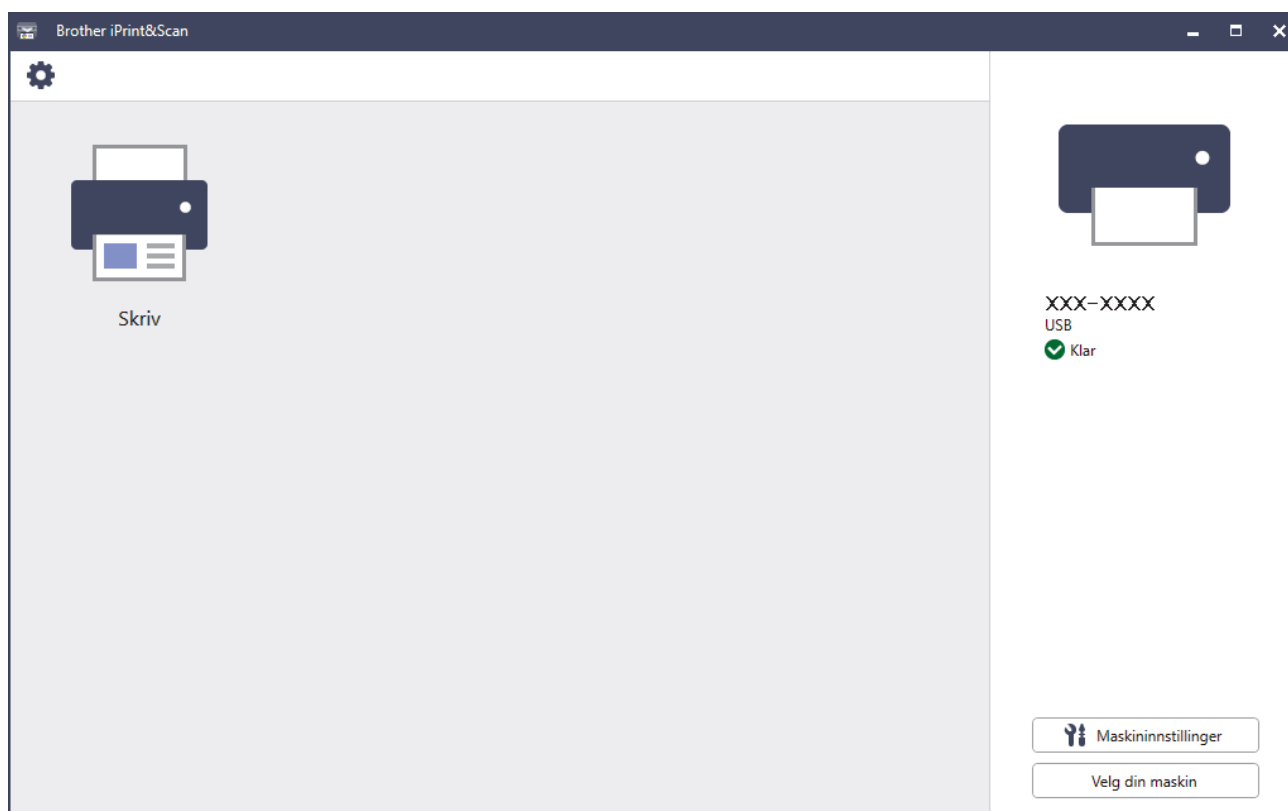 Brother iPrint&Scan
Skriv
XXX-XXXX
USB
Klar
Maskininnstillinger
Velg din maskin